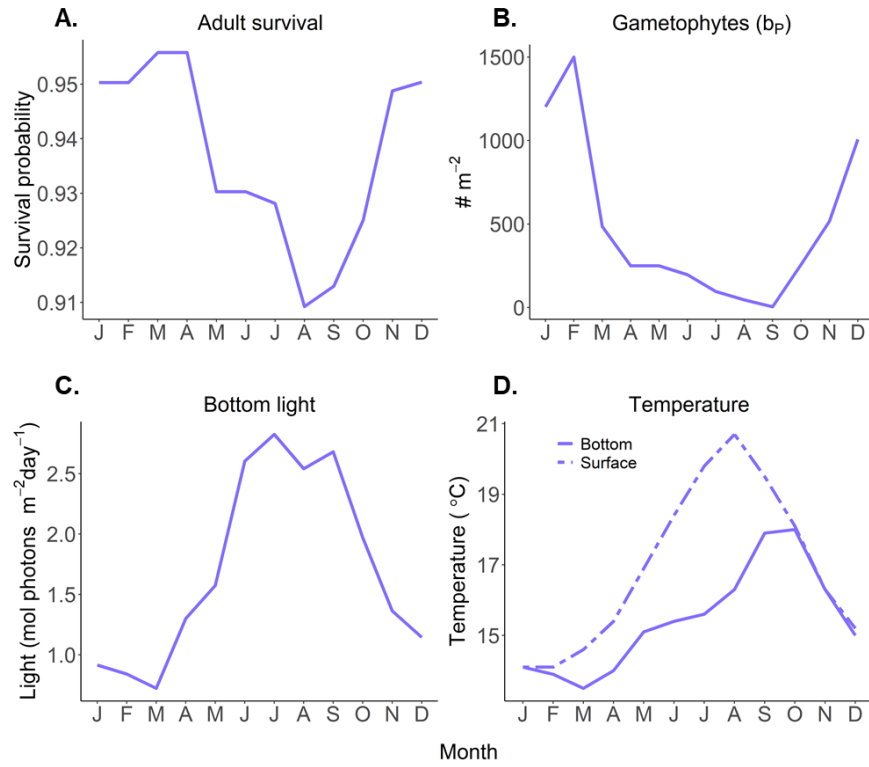 A.
Adult survival
Survival probability
0.95
0.94
0.93
0.92
0.91
J F M A M J J A S O N D
B.
Gametophytes (bP)
# m−2
1500
1000
500
0
J F M A M J J A S O N D
C.
Bottom light
Light (mol photons m−2day−1)
2.5
2.0
1.5
1.0
J F M A M J J A S O N D
D.
Temperature
Bottom
Surface
Temperature ( °C)
21
19
17
15
J F M A M J J A S O N D
Month